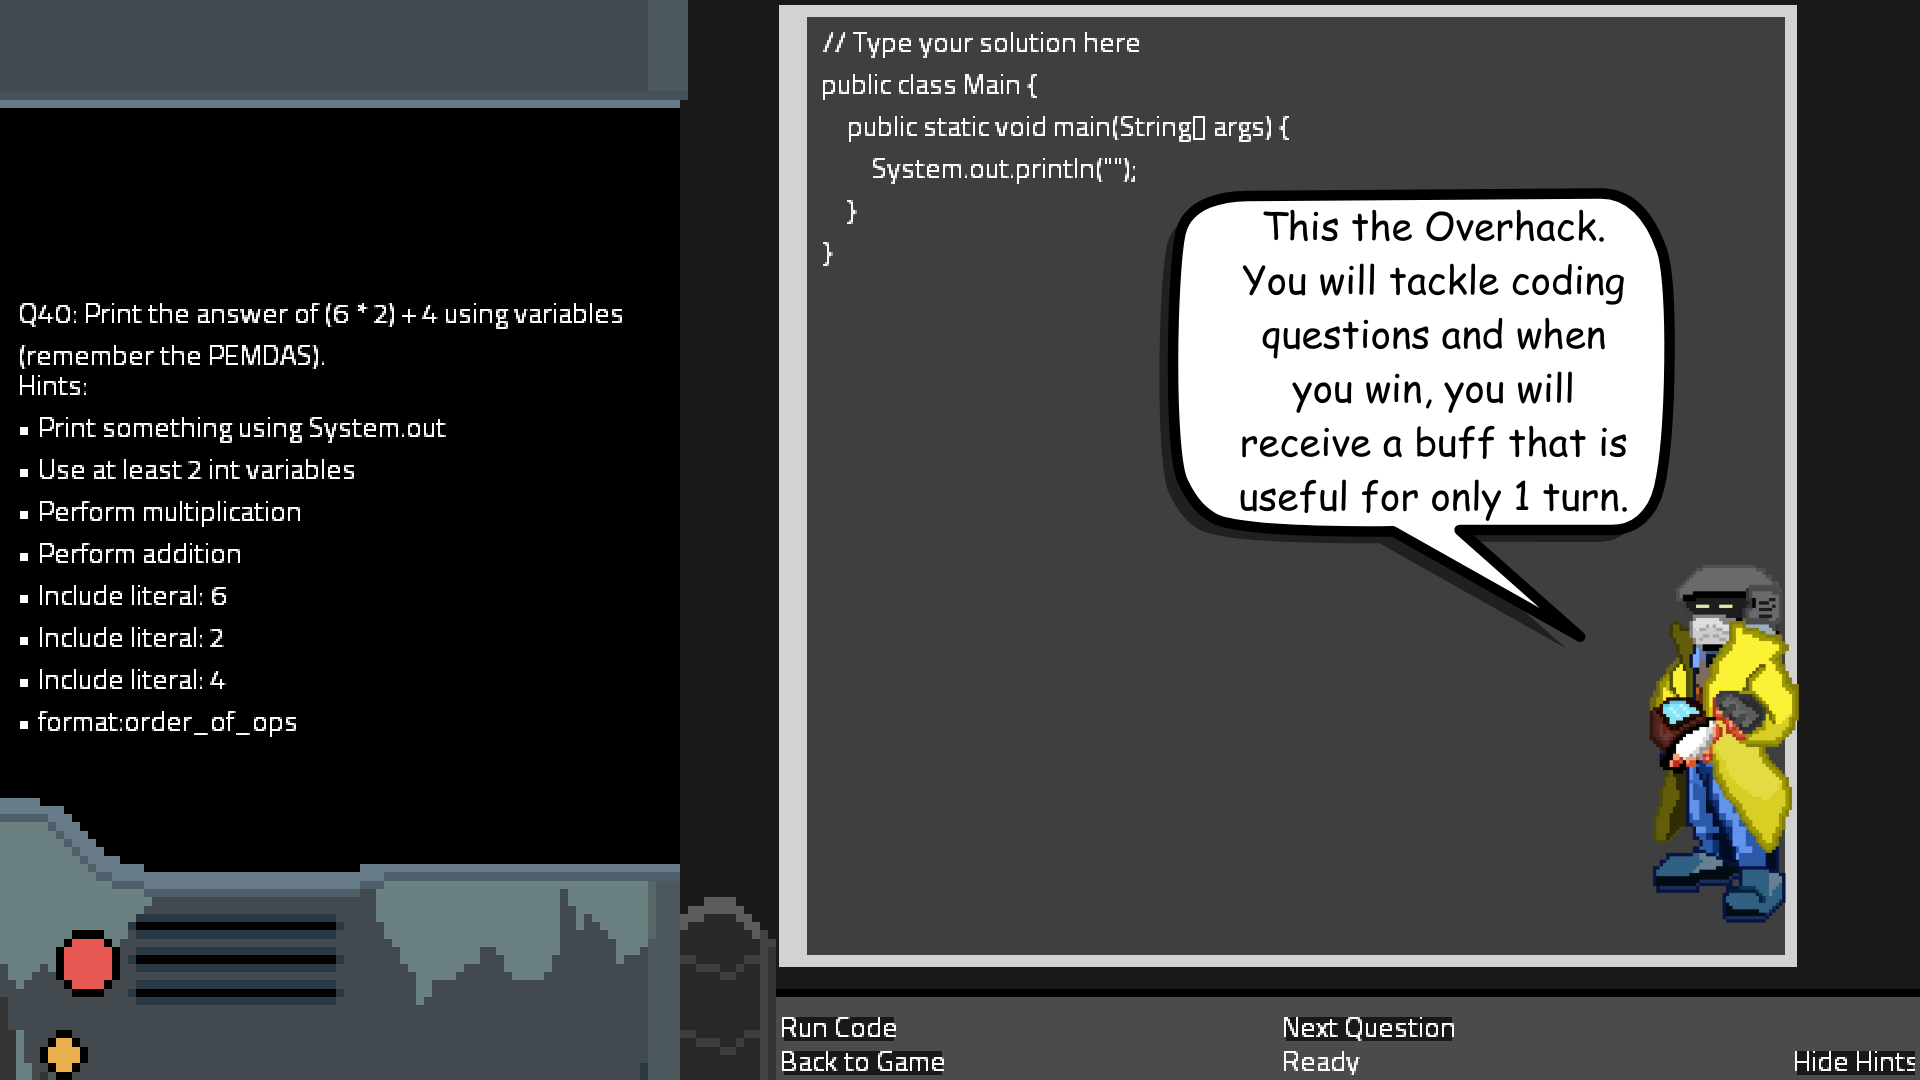 Q40: Print the answer of (6 * 2) + 4 using variables
(remember the PEMDAS).
Hints:
▪ Print something using System.out
▪ Use at least 2 int variables
▪ Perform multiplication
▪ Perform addition
▪ Include literal: 6
▪ Include literal: 2
▪ Include literal: 4
▪ format:order_of_ops
// Type your solution here
public class Main {
public static void main(String[] args) {
System.out.println("");
}
}
This the Overhack.
You will tackle coding
questions and when
you win, you will
receive a buff that is
useful for only 1 turn.
Run Code
Next Question
Back to Game
Ready
Hide Hints